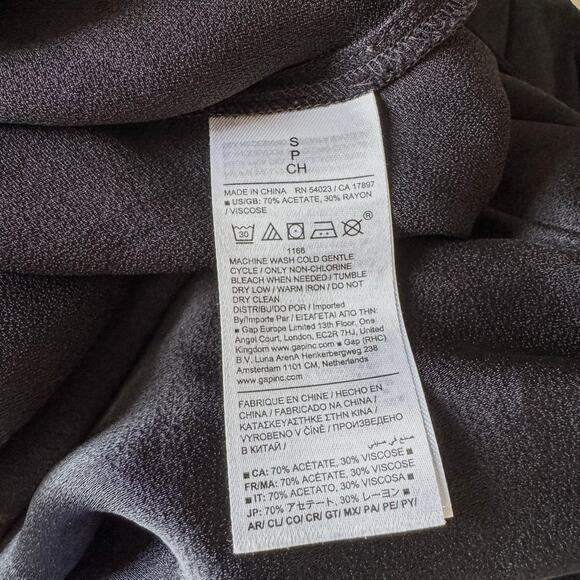 S
P
CH
MADE IN CHINA RN 54023 / CA 17897
■ US/GB: 70% ACETATE, 30% RAYON
/ VISCOSE
30 ®
1166
MACHINE WASH COLD GENTLE
CYCLE / ONLY NON-CHLORINE
BLEACH WHEN NEEDED / TUMBLE
DRY LOW / WARM IRON / DO NOT
DRY CLEAN
DISTRIBUIDO POR / Imported
By/Importe Par / ΕΙΣΑΓΕΤΑΙ ΑΠΟ ΤΗΝ:
■ Gap Europe Limited 13th Floor, One
Angel Court, London, EC2R 7HJ, United
Kingdom www.gapinc.com ■ Gap (RHC)
B.V. Luna ArenA Herikerbergweg 238
Amsterdam 1101 CM, Netherlands
www.gapinc.com
FABRIQUE EN CHINE / HECHO EN
CHINA / FABRICADO NA CHINA /
ΚΑΤΑΣΚΕΥΑΣΤΗΚΕ ΣΤΗΝ ΚΙΝΑ /
VYROBENO V ČÍNĚ / ПРОИЗВЕДЕНО
В КИТАЙ / صنع في صيني
■ CA: 70% ACÉTATE, 30% VISCOSE ■
FR/MA: 70% ACÉTATE, 30% VISCOSE
■ IT: 70% ACETATO, 30% VISCOSA ■
JP: 70% アセテート, 30% レーヨン ■
AR/CL/CO/CR/GT/MX/PA/PE/PY/